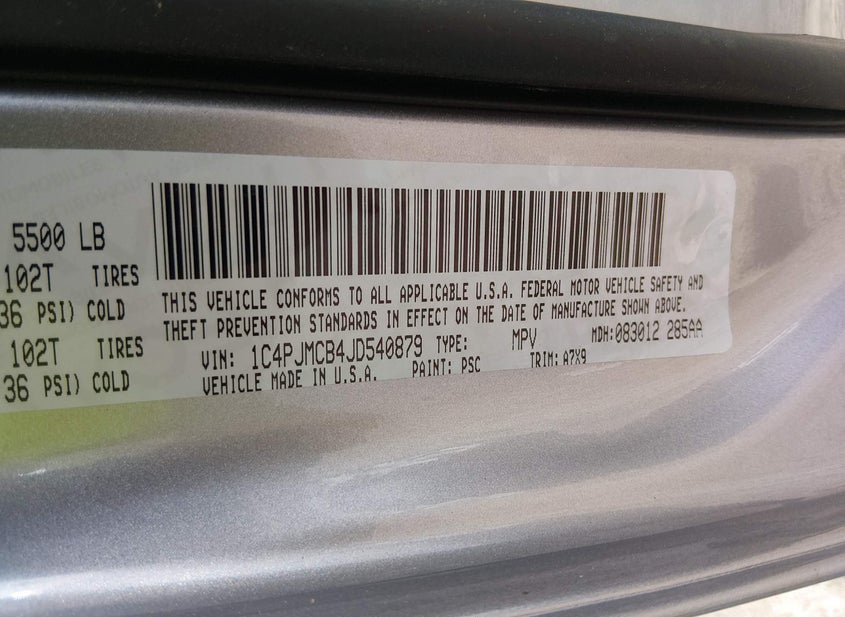 5500 LB
102T TIRES
36 PSI) COLD
102T TIRES
36 PSI) COLD
THIS VEHICLE CONFORMS TO ALL APPLICABLE U.S.A. FEDERAL MOTOR VEHICLE SAFETY AND
THEFT PREVENTION STANDARDS IN EFFECT ON THE DATE OF MANUFACTURE SHOWN ABOVE.
VIN: 1C4PJMCB4JD540879 TYPE: MPV MDH:083012 285AA
VEHICLE MADE IN U.S.A. PAINT: PSC TRIM: A7X9